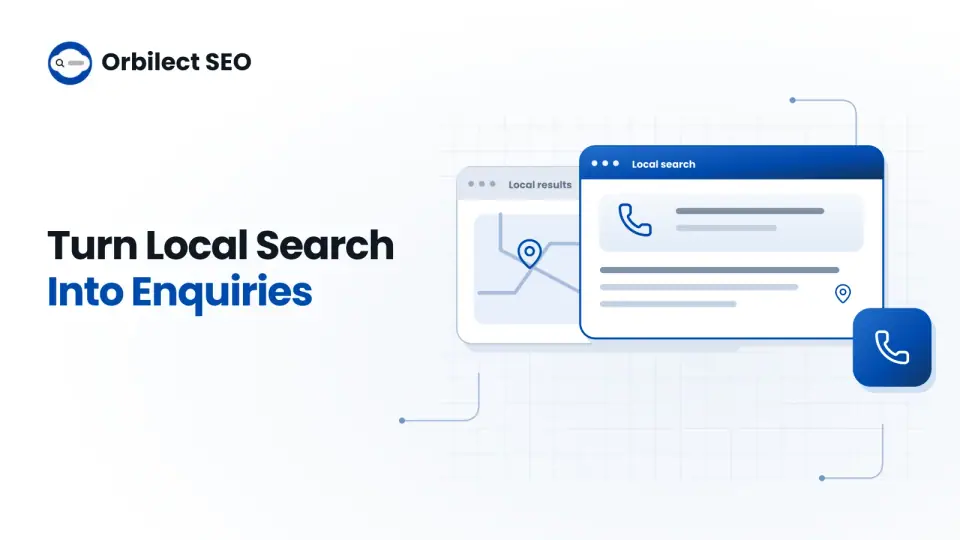 Orbilect SEO
Local search
Local results
Turn Local Search
Into Enquiries